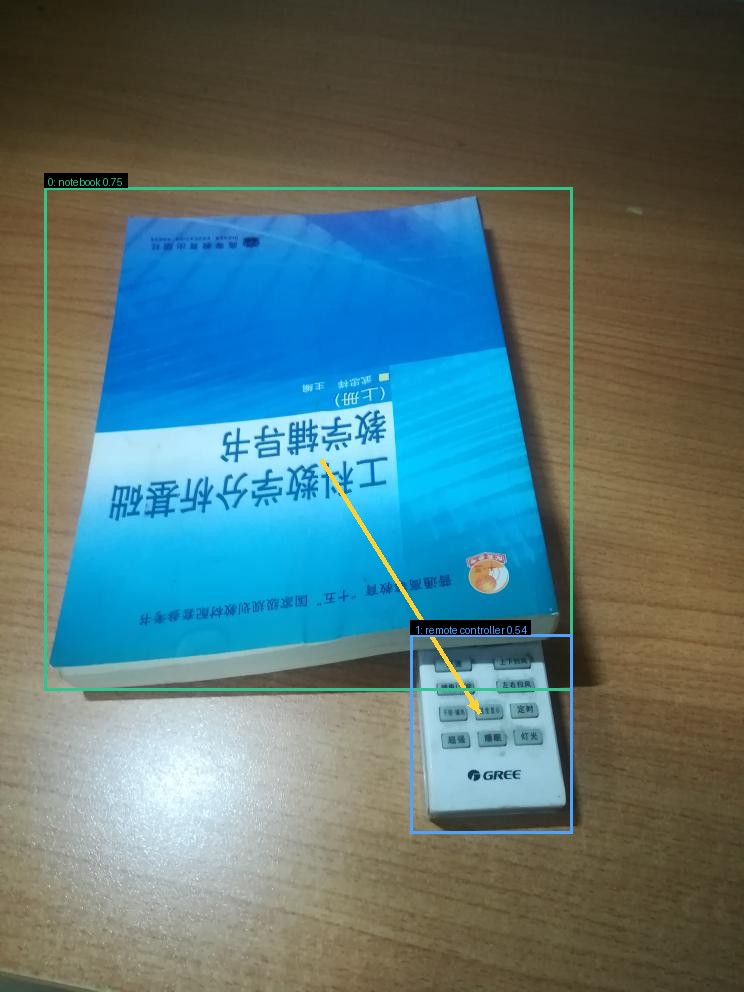 0: notebook 0.75
普通高等教育“十五”国家级规划教材配套参考书
工科数学分析基础
教学辅导书
（上册）
武忠祥 主编
高等教育出版社
1: remote controller 0.54
上下扫风
左右扫风
定时
超强 睡眠 灯光
GREE